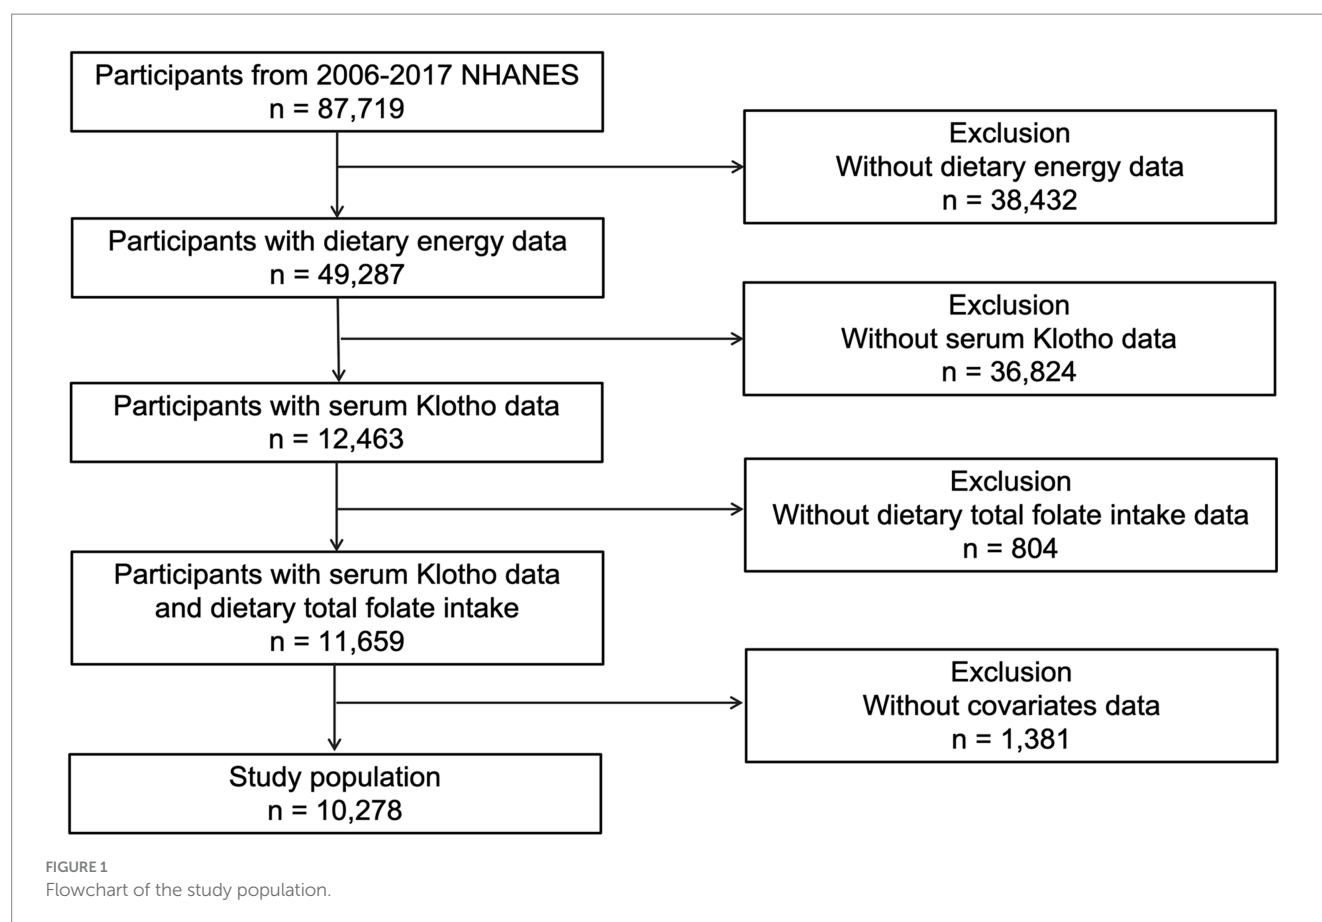 Participants from 2006-2017 NHANES
n = 87,719
Exclusion
Without dietary energy data
n = 38,432
Participants with dietary energy data
n = 49,287
Exclusion
Without serum Klotho data
n = 36,824
Participants with serum Klotho data
n = 12,463
Exclusion
Without dietary total folate intake data
n = 804
Participants with serum Klotho data
and dietary total folate intake
n = 11,659
Exclusion
Without covariates data
n = 1,381
Study population
n = 10,278
FIGURE 1
Flowchart of the study population.